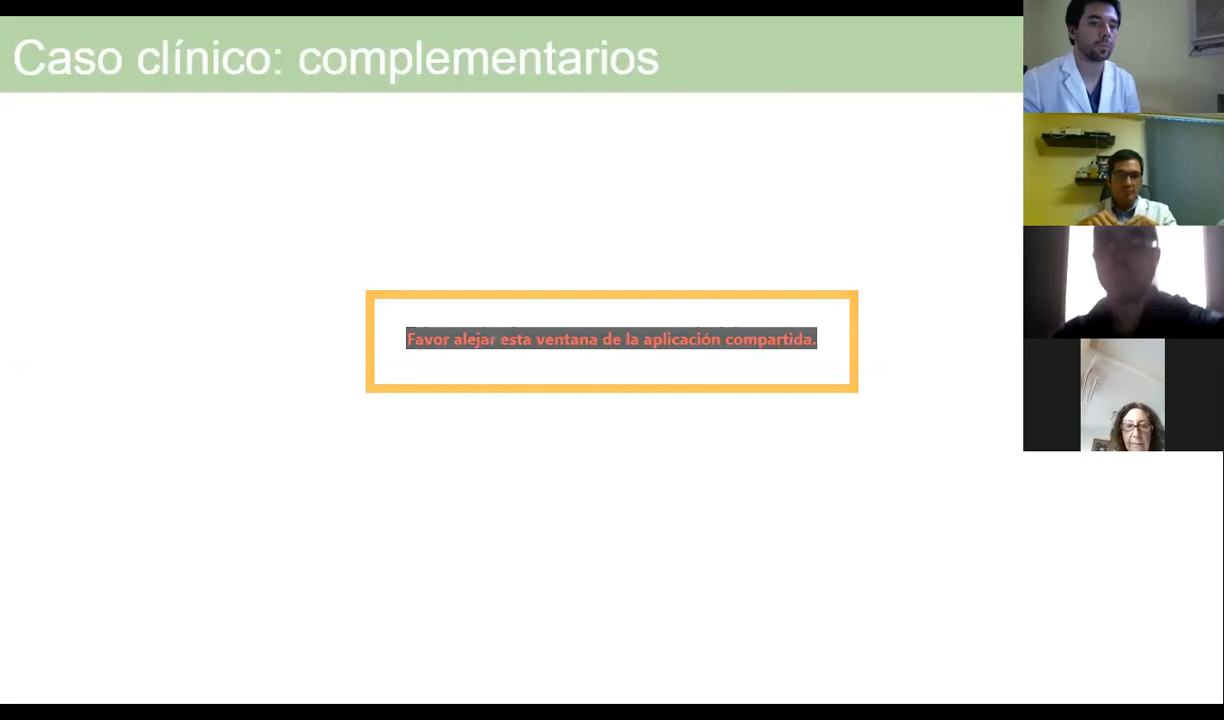 Caso clínico: complementarios
Favor alejar esta ventana de la aplicación compartida.